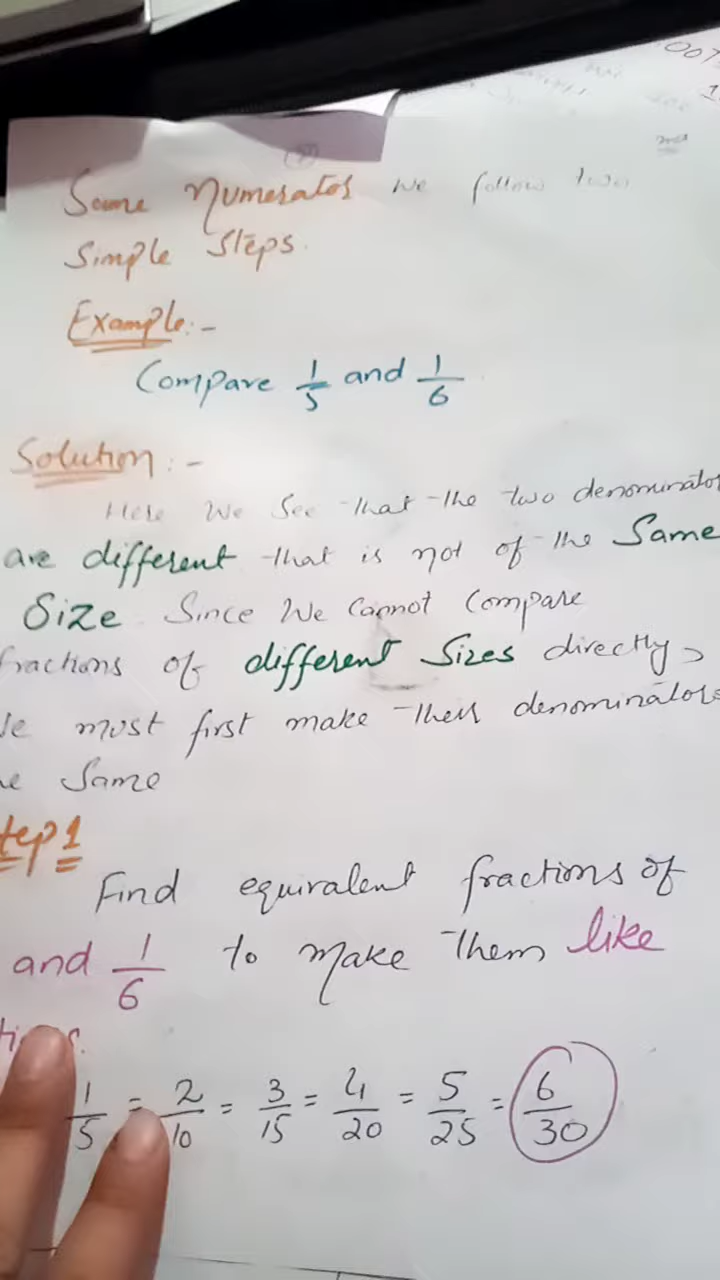 Same numerator we follow two
Simple Steps.
Example:-
Compare 1/5 and 1/6
Solution:-
Here We See that the two denominator
are different that is not of the Same
Size. Since We Cannot Compare
fractions of different Sizes directly,
We must first make their denominators
Same
Step 1
Find equivalent fractions of
and 1/6 to make them like
1/5 = 2/10 = 3/15 = 4/20 = 5/25 = 6/30